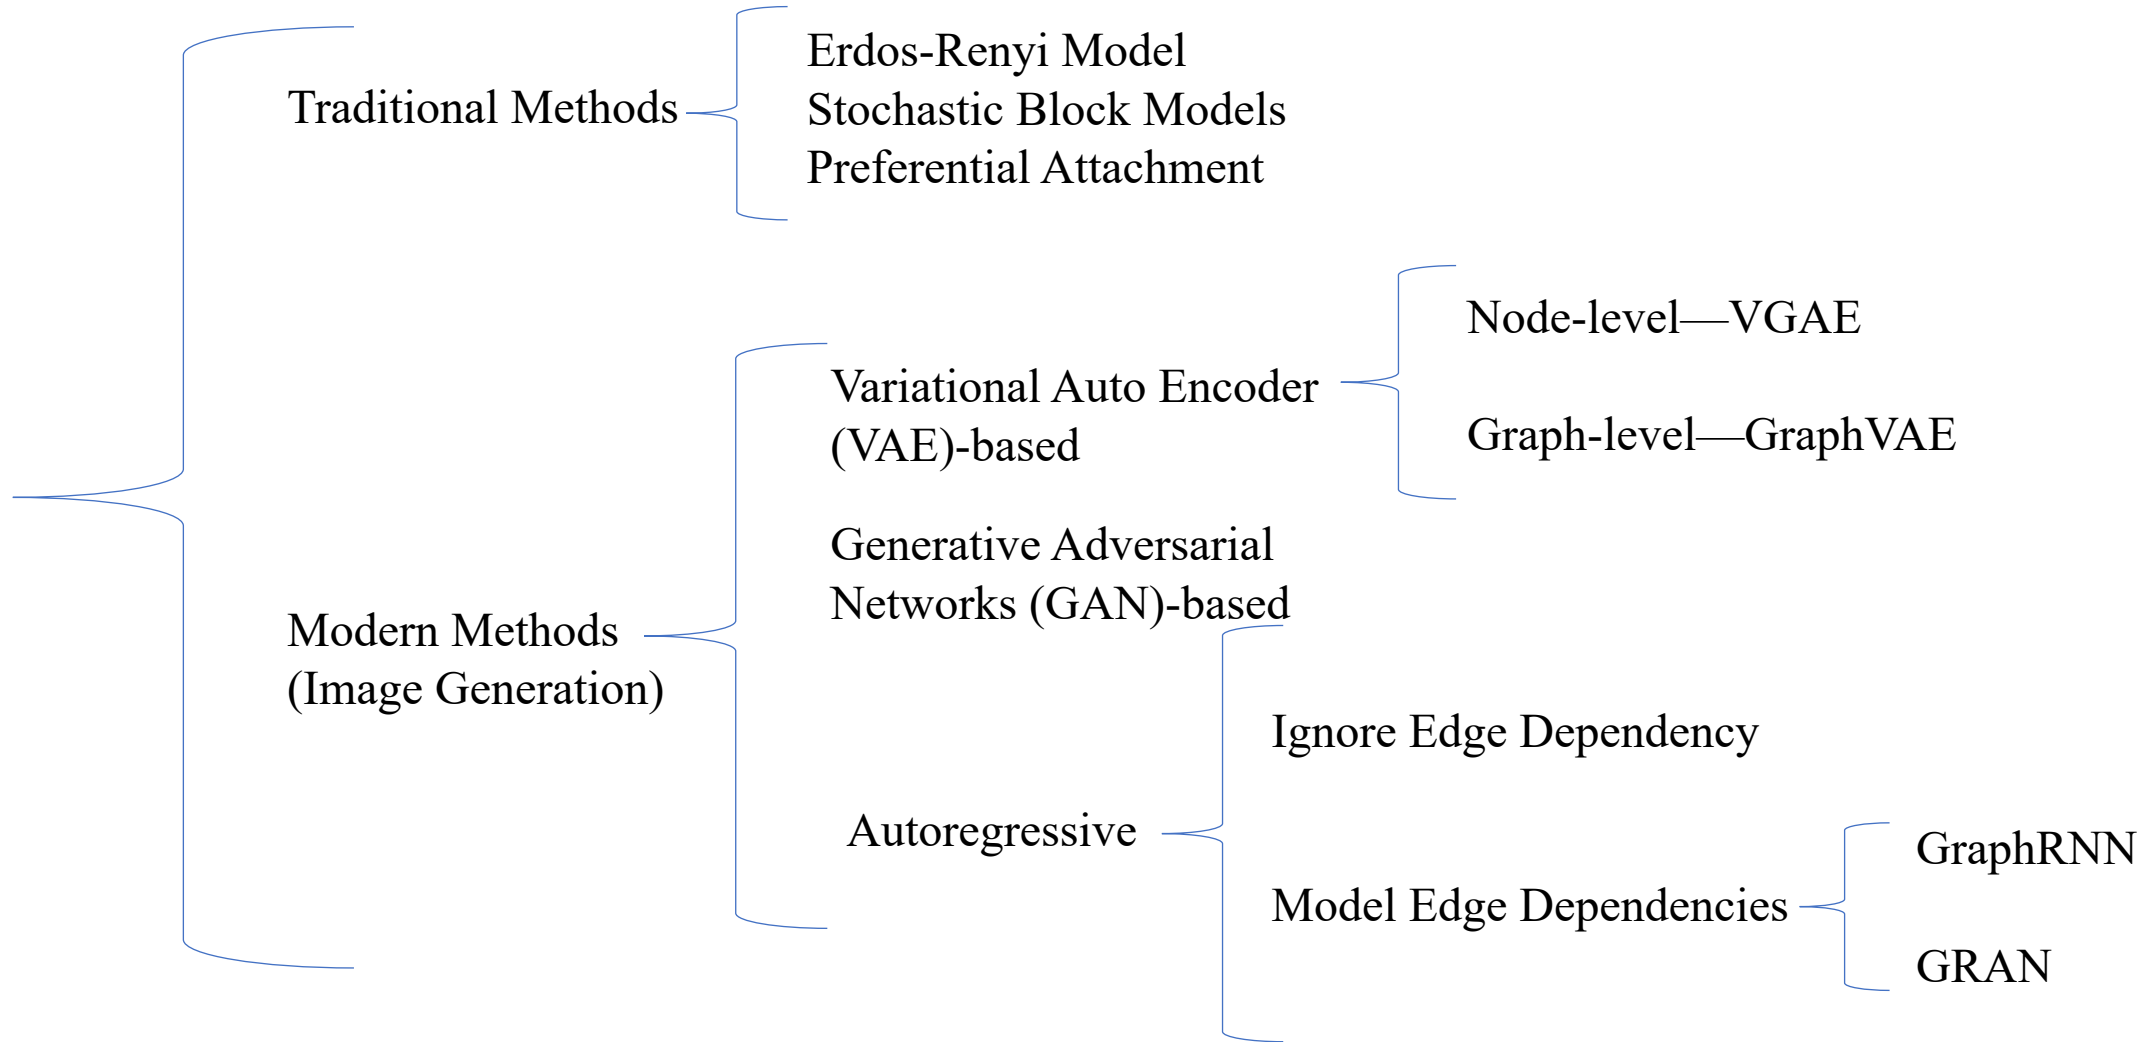 Traditional Methods
Erdos-Renyi Model
Stochastic Block Models
Preferential Attachment
Modern Methods
(Image Generation)
Variational Auto Encoder
(VAE)-based
Node-level—VGAE
Graph-level—GraphVAE
Generative Adversarial
Networks (GAN)-based
Autoregressive
Ignore Edge Dependency
Model Edge Dependencies
GraphRNN
GRAN